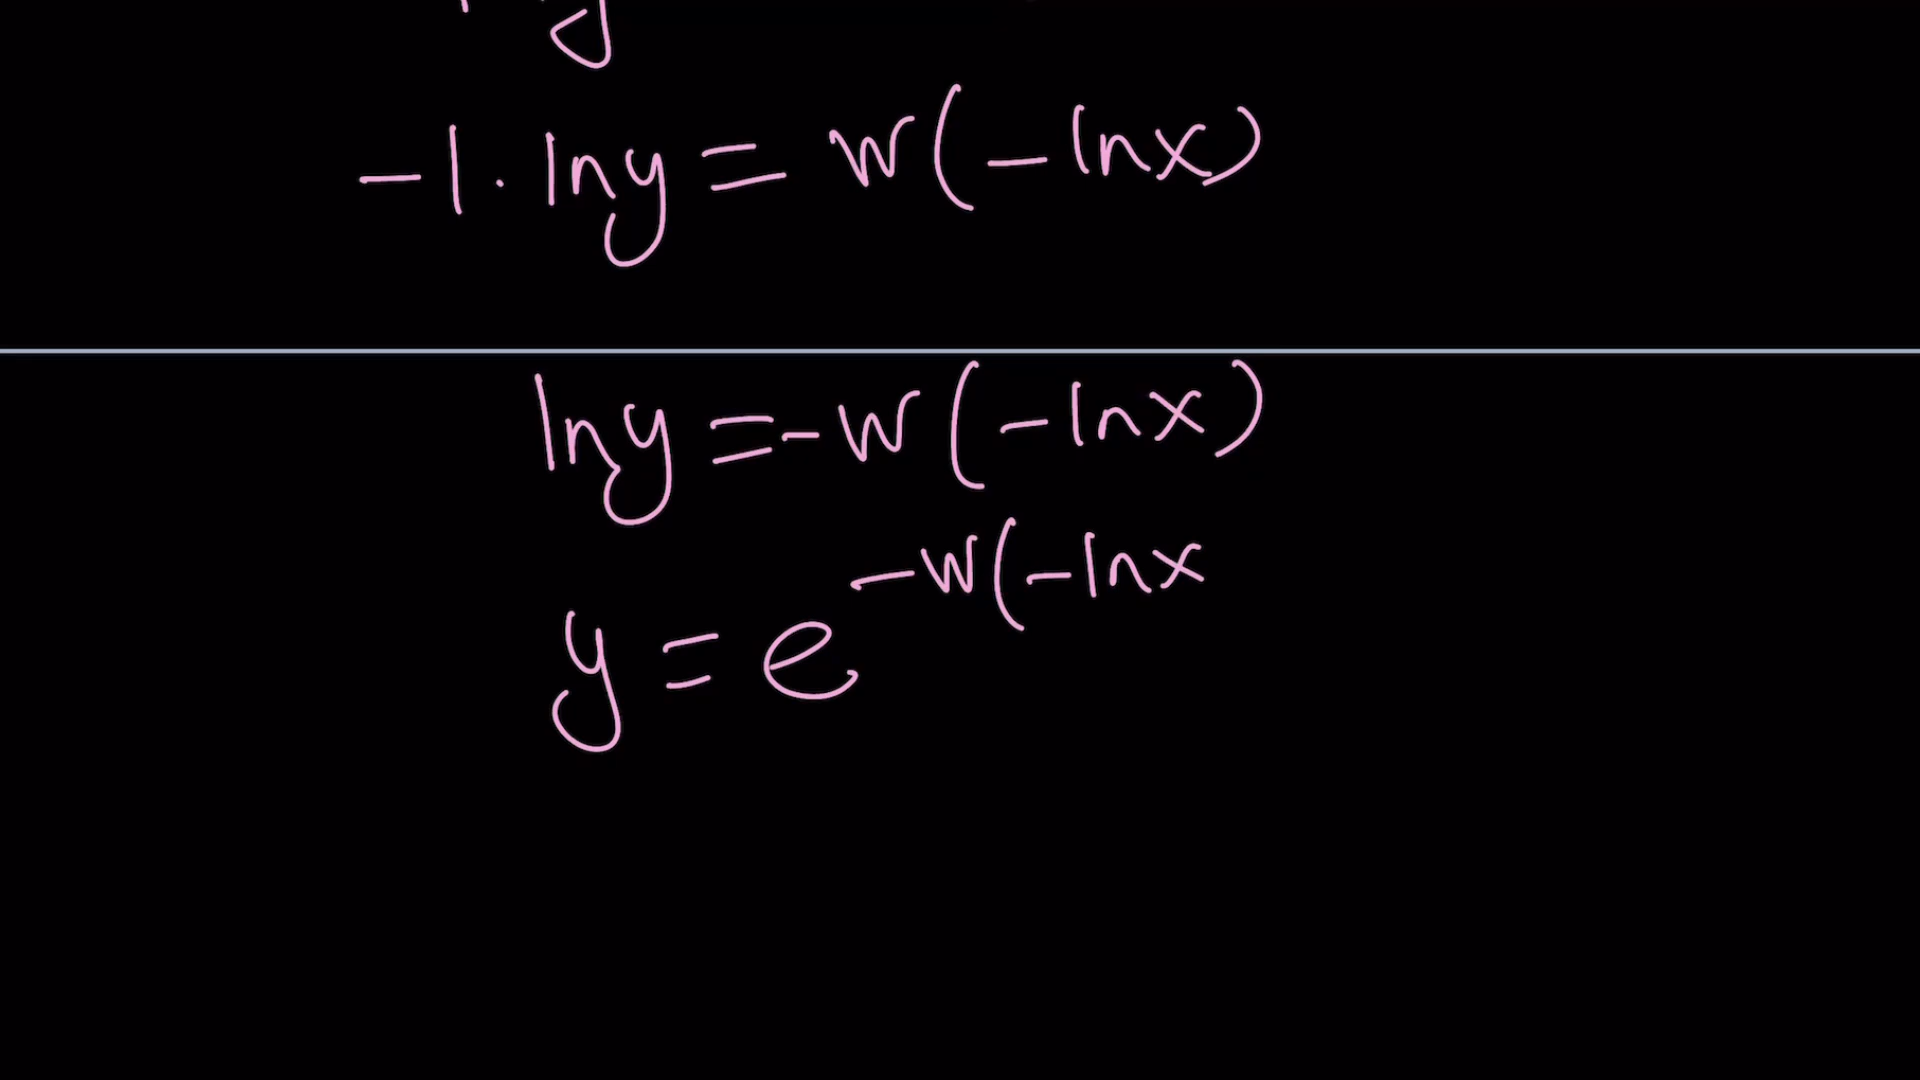 -1 · lny = W(-lnx)
lny = -W(-lnx)
y = e^-W(-lnx